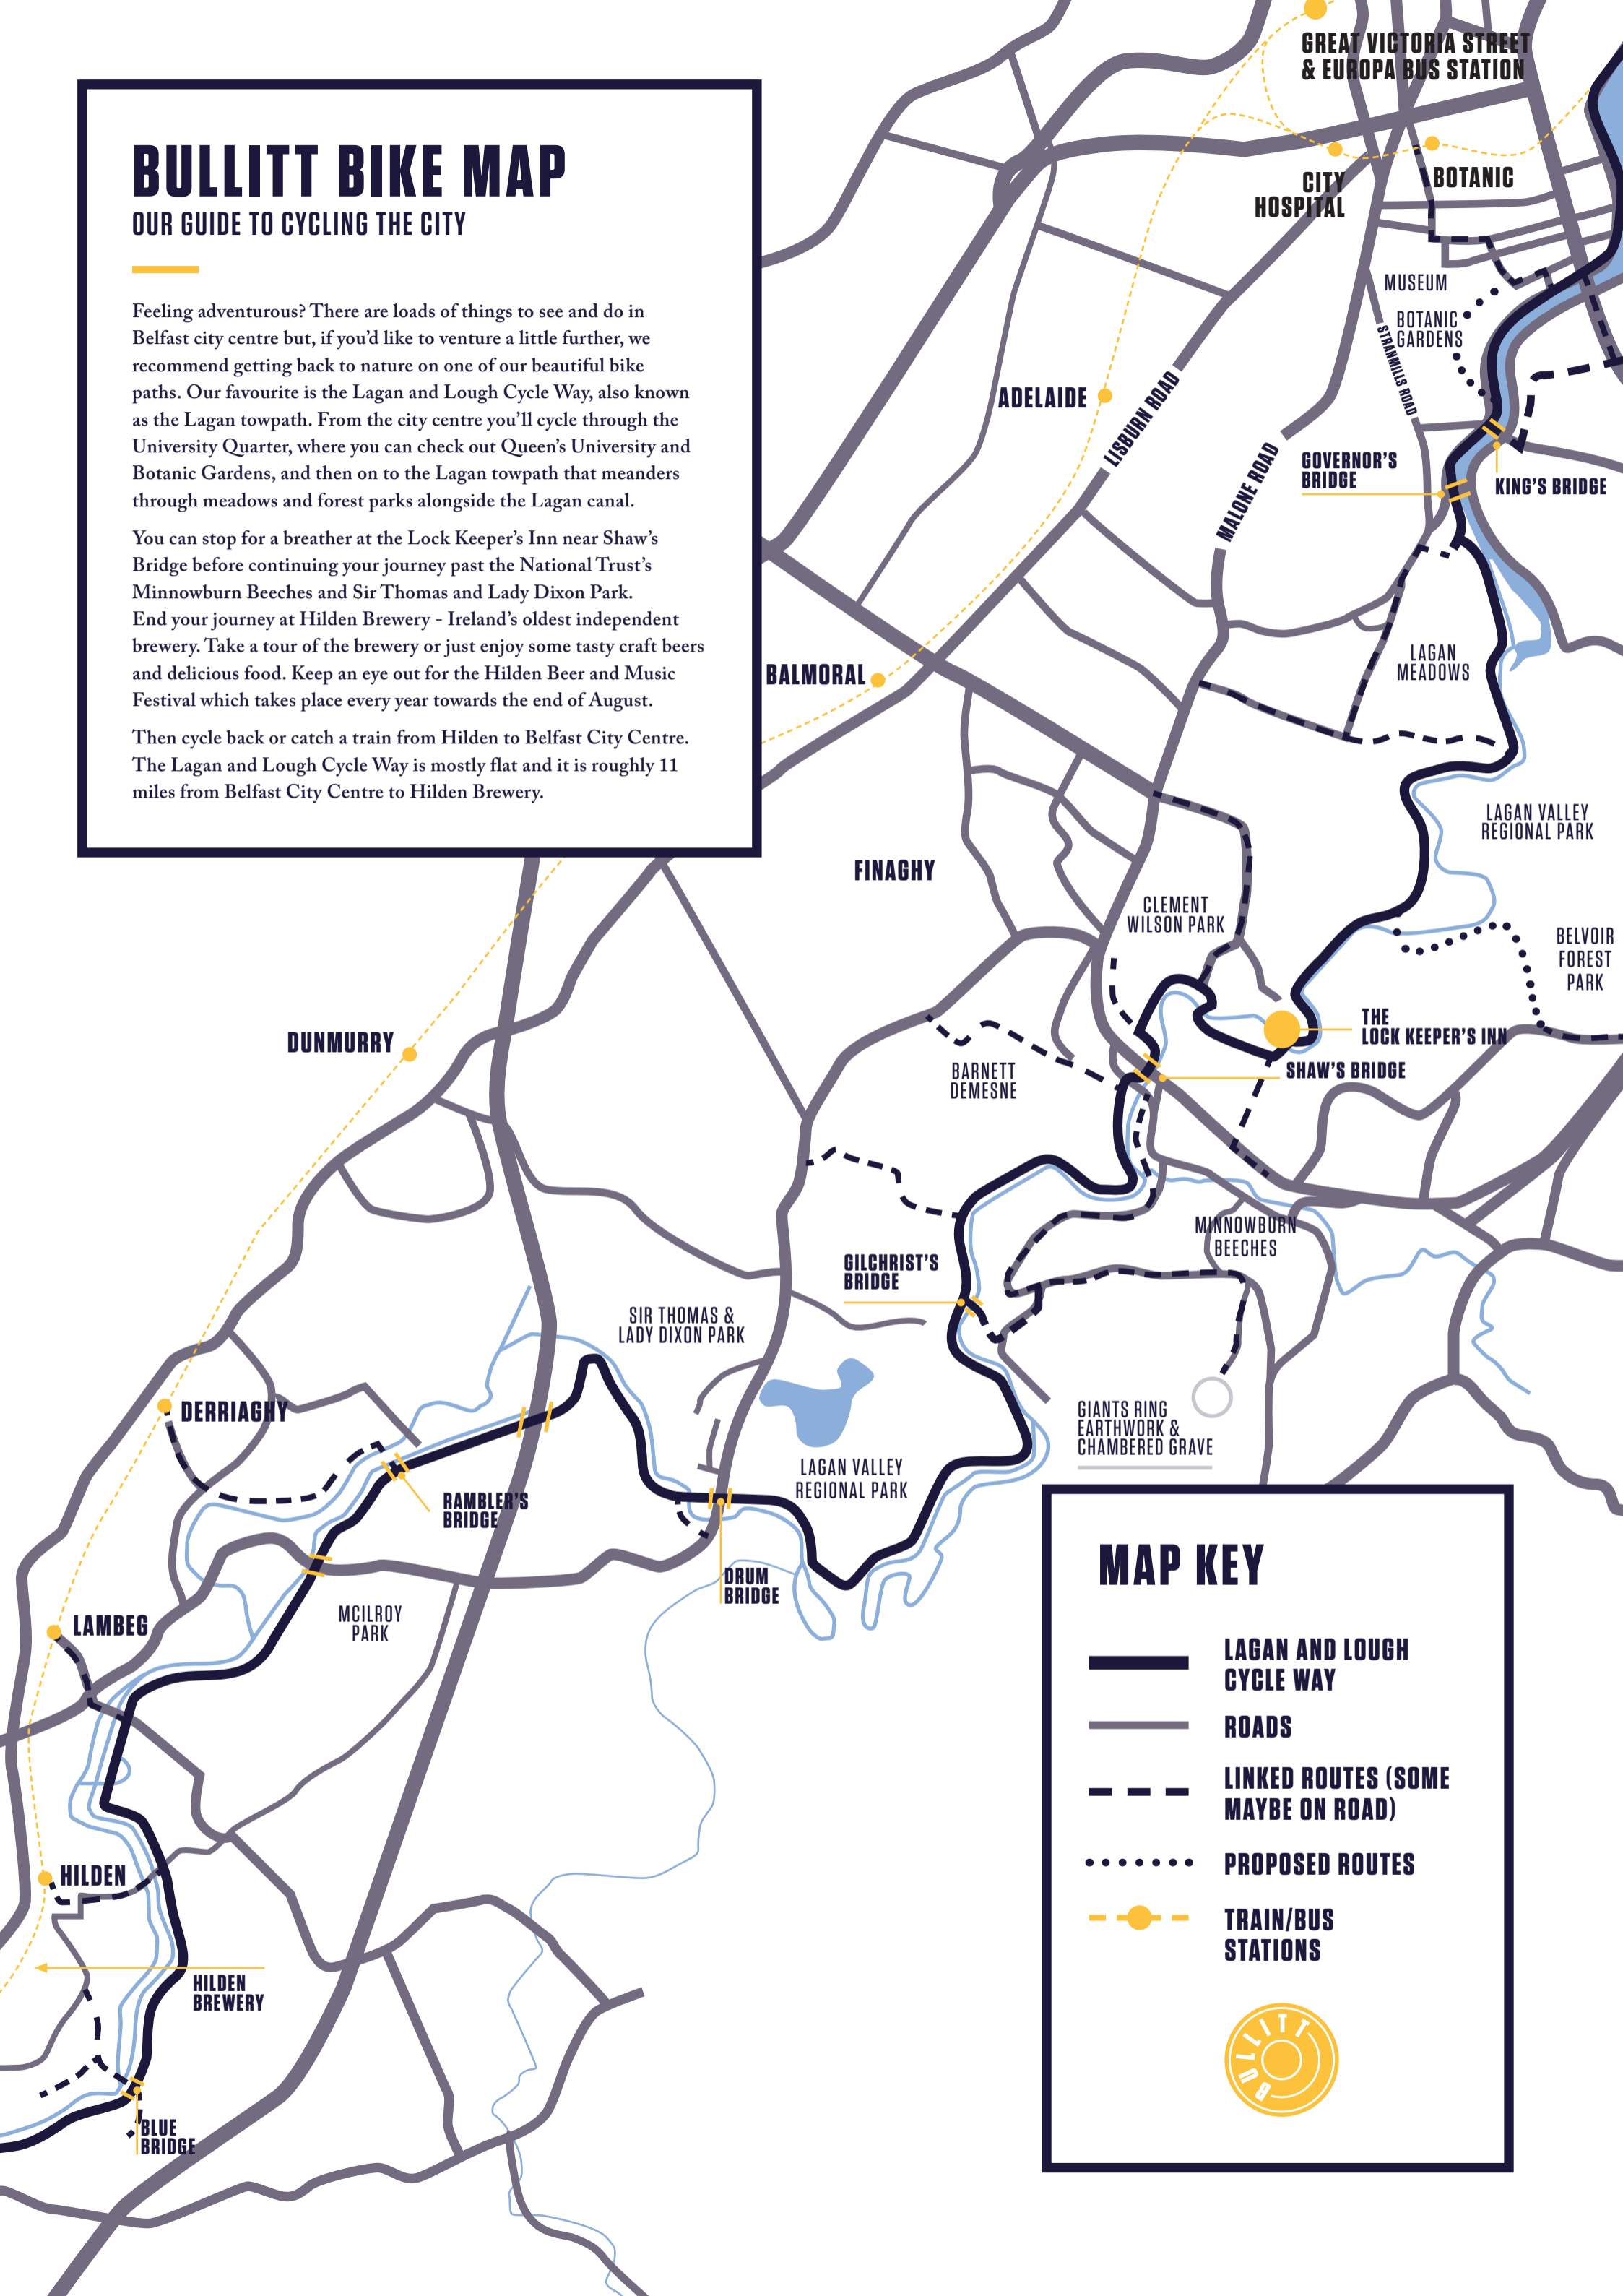 BULLITT BIKE MAP
OUR GUIDE TO CYCLING THE CITY
Feeling adventurous? There are loads of things to see and do in
Belfast city centre but, if you’d like to venture a little further, we
recommend getting back to nature on one of our beautiful bike
paths. Our favourite is the Lagan and Lough Cycle Way, also known
as the Lagan towpath. From the city centre you’ll cycle through the
University Quarter, where you can check out Queen’s University and
Botanic Gardens, and then on to the Lagan towpath that meanders
through meadows and forest parks alongside the Lagan canal.
You can stop for a breather at the Lock Keeper’s Inn near Shaw’s
Bridge before continuing your journey past the National Trust’s
Minnowburn Beeches and Sir Thomas and Lady Dixon Park.
End your journey at Hilden Brewery - Ireland’s oldest independent
brewery. Take a tour of the brewery or just enjoy some tasty craft beers
and delicious food. Keep an eye out for the Hilden Beer and Music
Festival which takes place every year towards the end of August.
Then cycle back or catch a train from Hilden to Belfast City Centre.
The Lagan and Lough Cycle Way is mostly flat and it is roughly 11
miles from Belfast City Centre to Hilden Brewery.
GREAT VICTORIA STREET
& EUROPA BUS STATION
CITY
HOSPITAL
BOTANIC
MUSEUM
BOTANIC
GARDENS
STRANMILLS ROAD
ADELAIDE
LISBURN ROAD
MALONE ROAD
GOVERNOR’S
BRIDGE
KING’S BRIDGE
LAGAN
MEADOWS
BALMORAL
LAGAN VALLEY
REGIONAL PARK
FINAGHY
CLEMENT
WILSON PARK
BELVOIR
FOREST
PARK
THE
LOCK KEEPER’S INN
SHAW’S BRIDGE
DUNMURRY
BARNETT
DEMESNE
MINNOWBURN
BEECHES
GILCHRIST’S
BRIDGE
SIR THOMAS &
LADY DIXON PARK
DERRIAGHY
GIANTS RING
EARTHWORK &
CHAMBERED GRAVE
LAGAN VALLEY
REGIONAL PARK
RAMBLER’S
BRIDGE
DRUM
BRIDGE
LAMBEG
MCILROY
PARK
HILDEN
HILDEN
BREWERY
BLUE
BRIDGE
MAP KEY
LAGAN AND LOUGH
CYCLE WAY
ROADS
LINKED ROUTES (SOME
MAYBE ON ROAD)
PROPOSED ROUTES
TRAIN/BUS
STATIONS
BULLITT